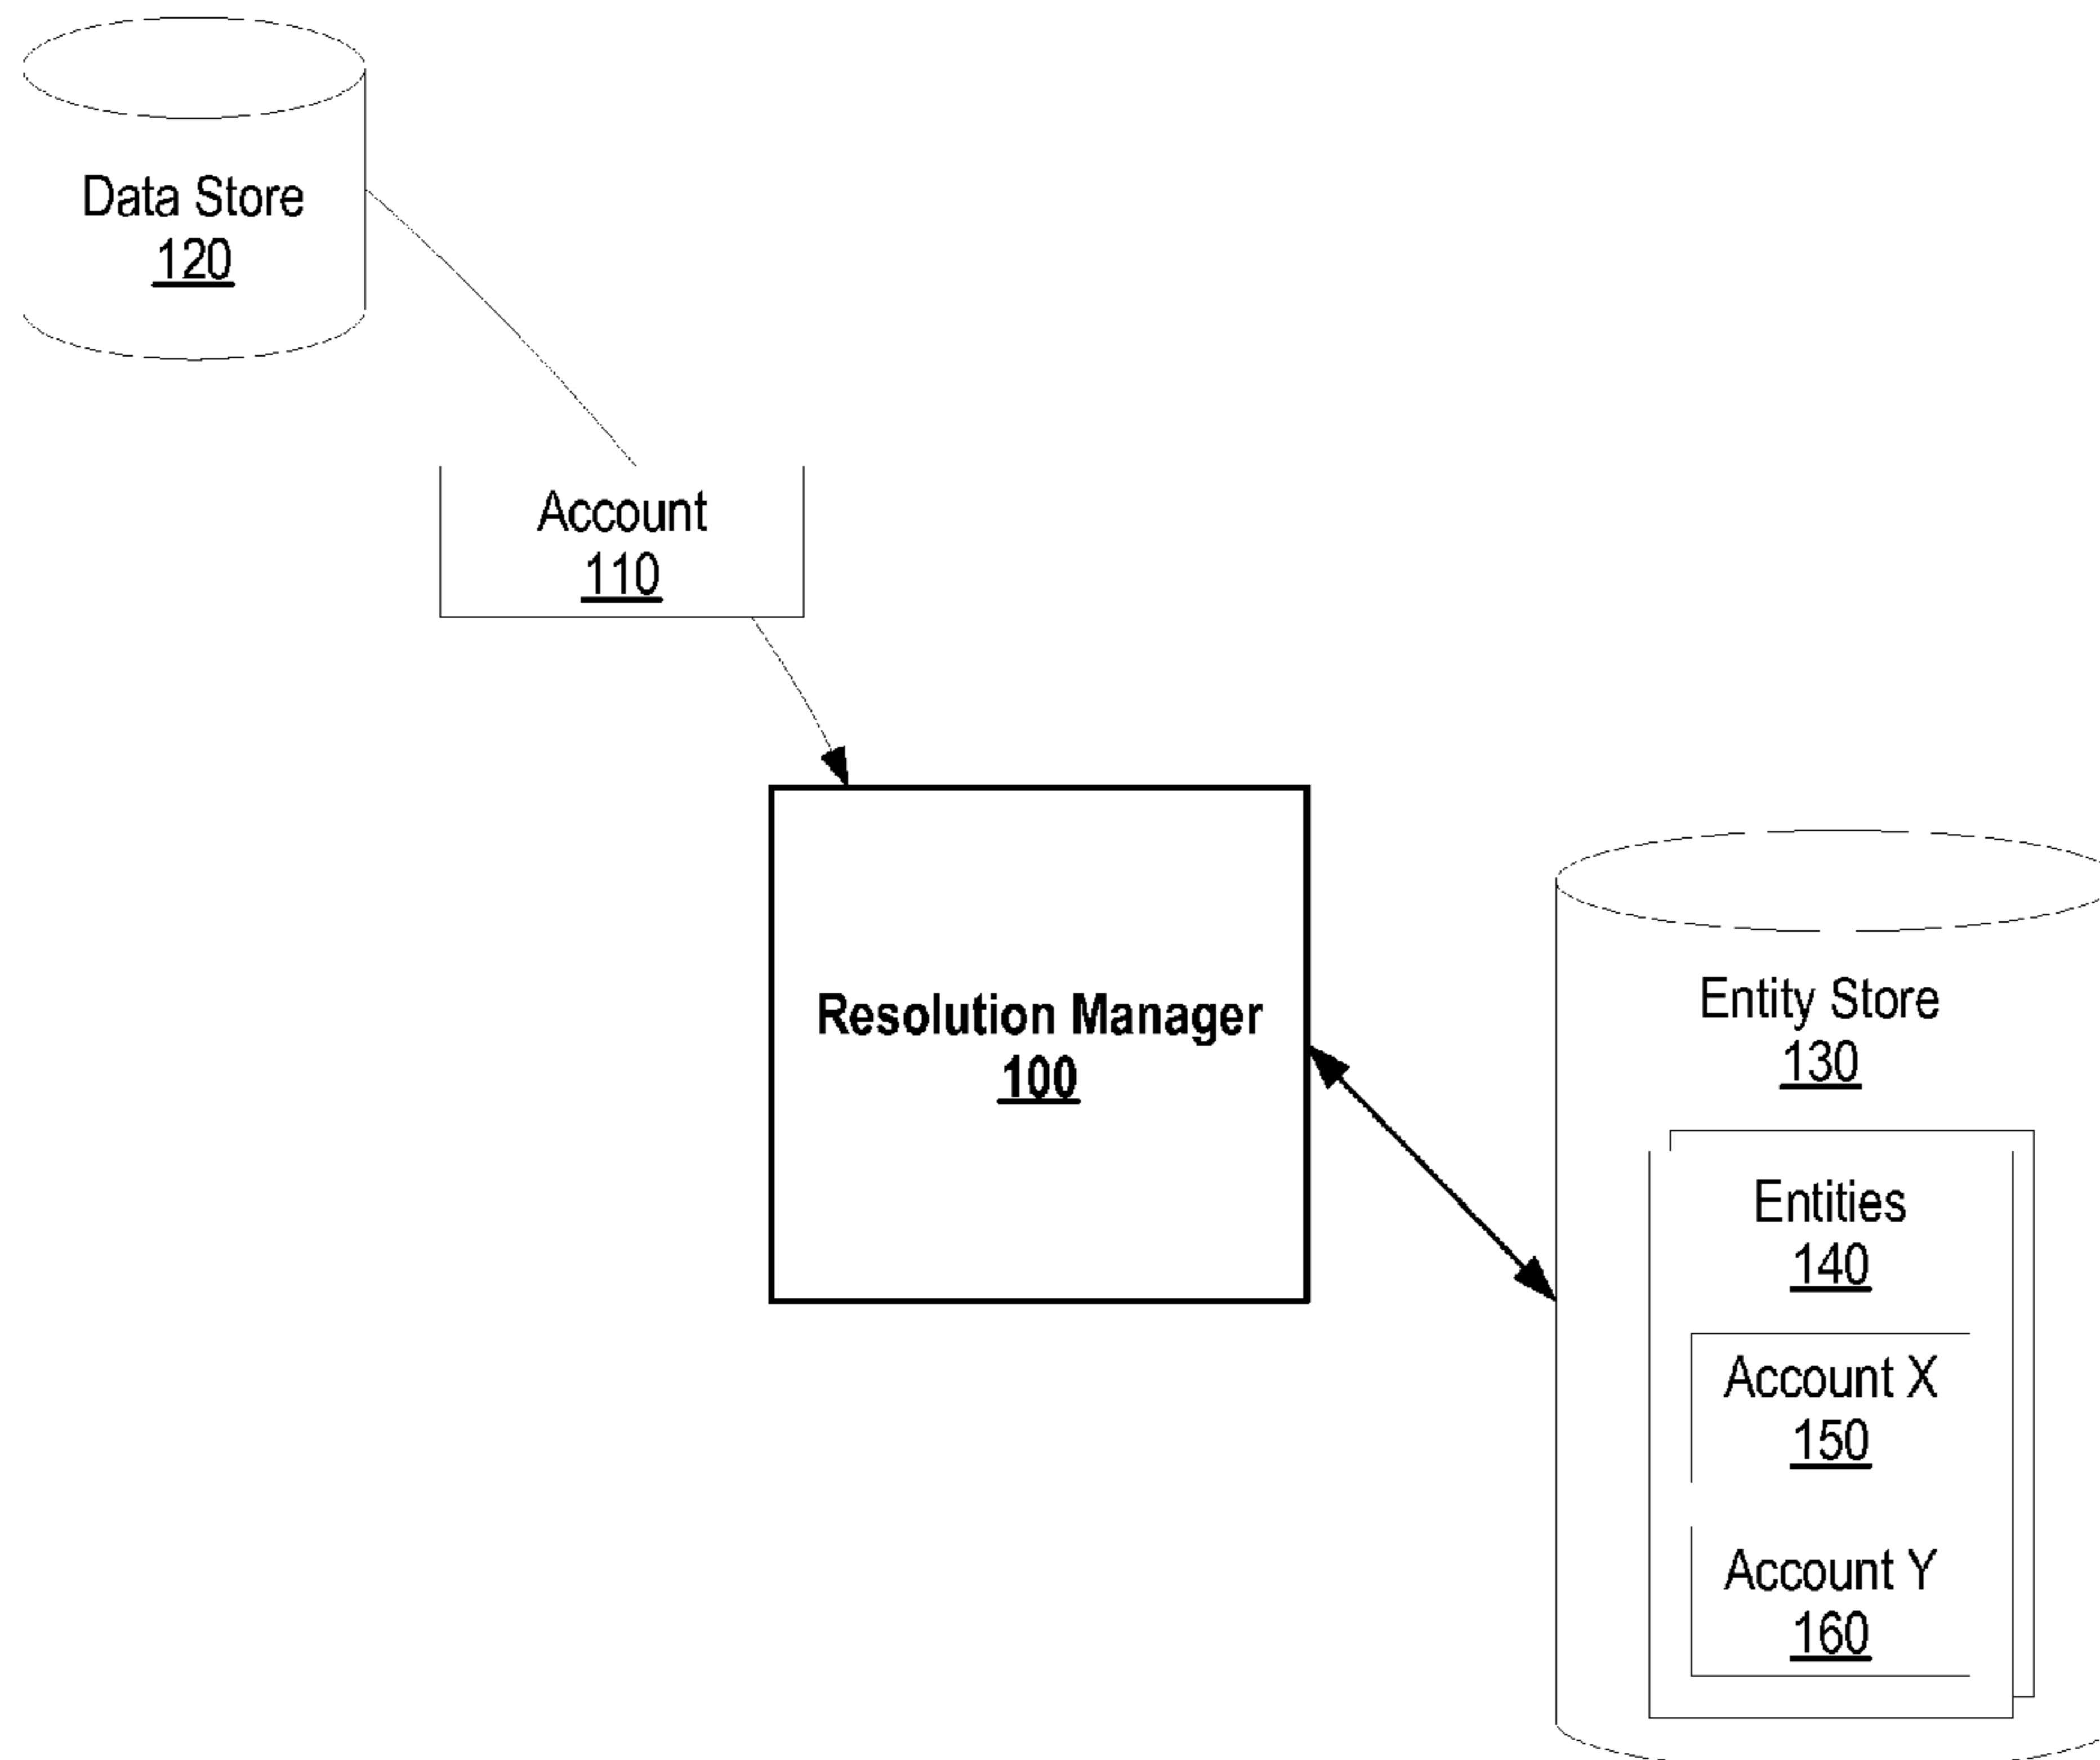 Data Store
120
Account
110
Resolution Manager
100
Entity Store
130
Entities
140
Account X
150
Account Y
160